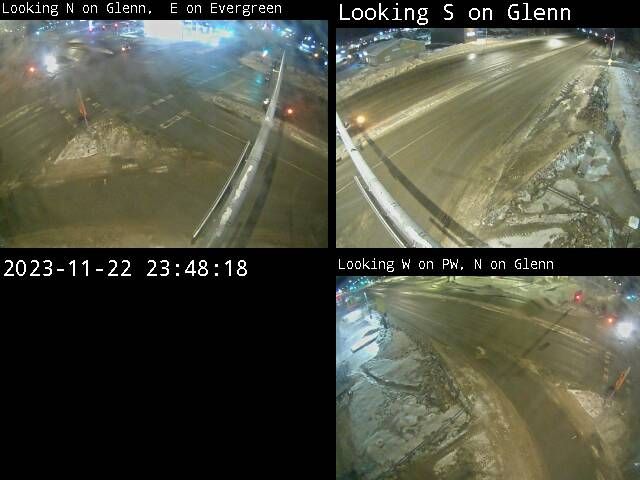 Looking N on Glenn,  E on Evergreen
Looking S on Glenn
2023-11-22 23:48:18
Looking W on PW, N on Glenn